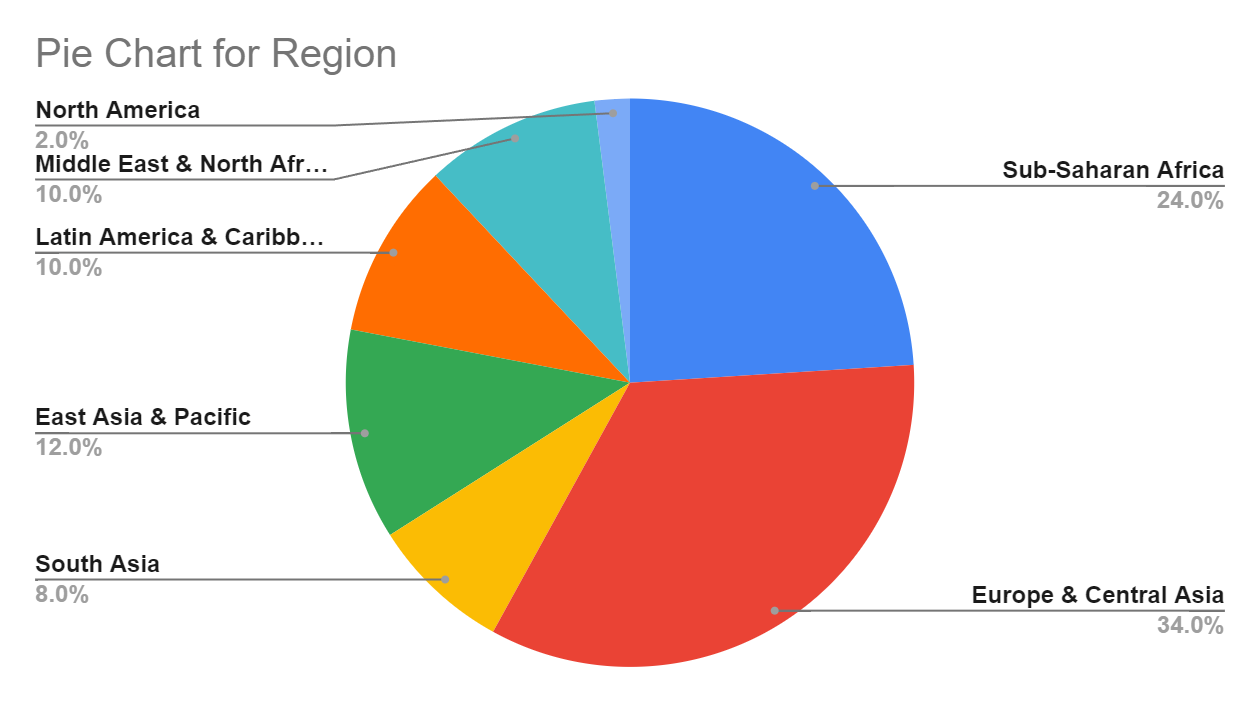 Pie Chart for Region
North America
2.0%
Middle East & North Afr…
10.0%
Latin America & Caribb…
10.0%
East Asia & Pacific
12.0%
South Asia
8.0%
Sub-Saharan Africa
24.0%
Europe & Central Asia
34.0%